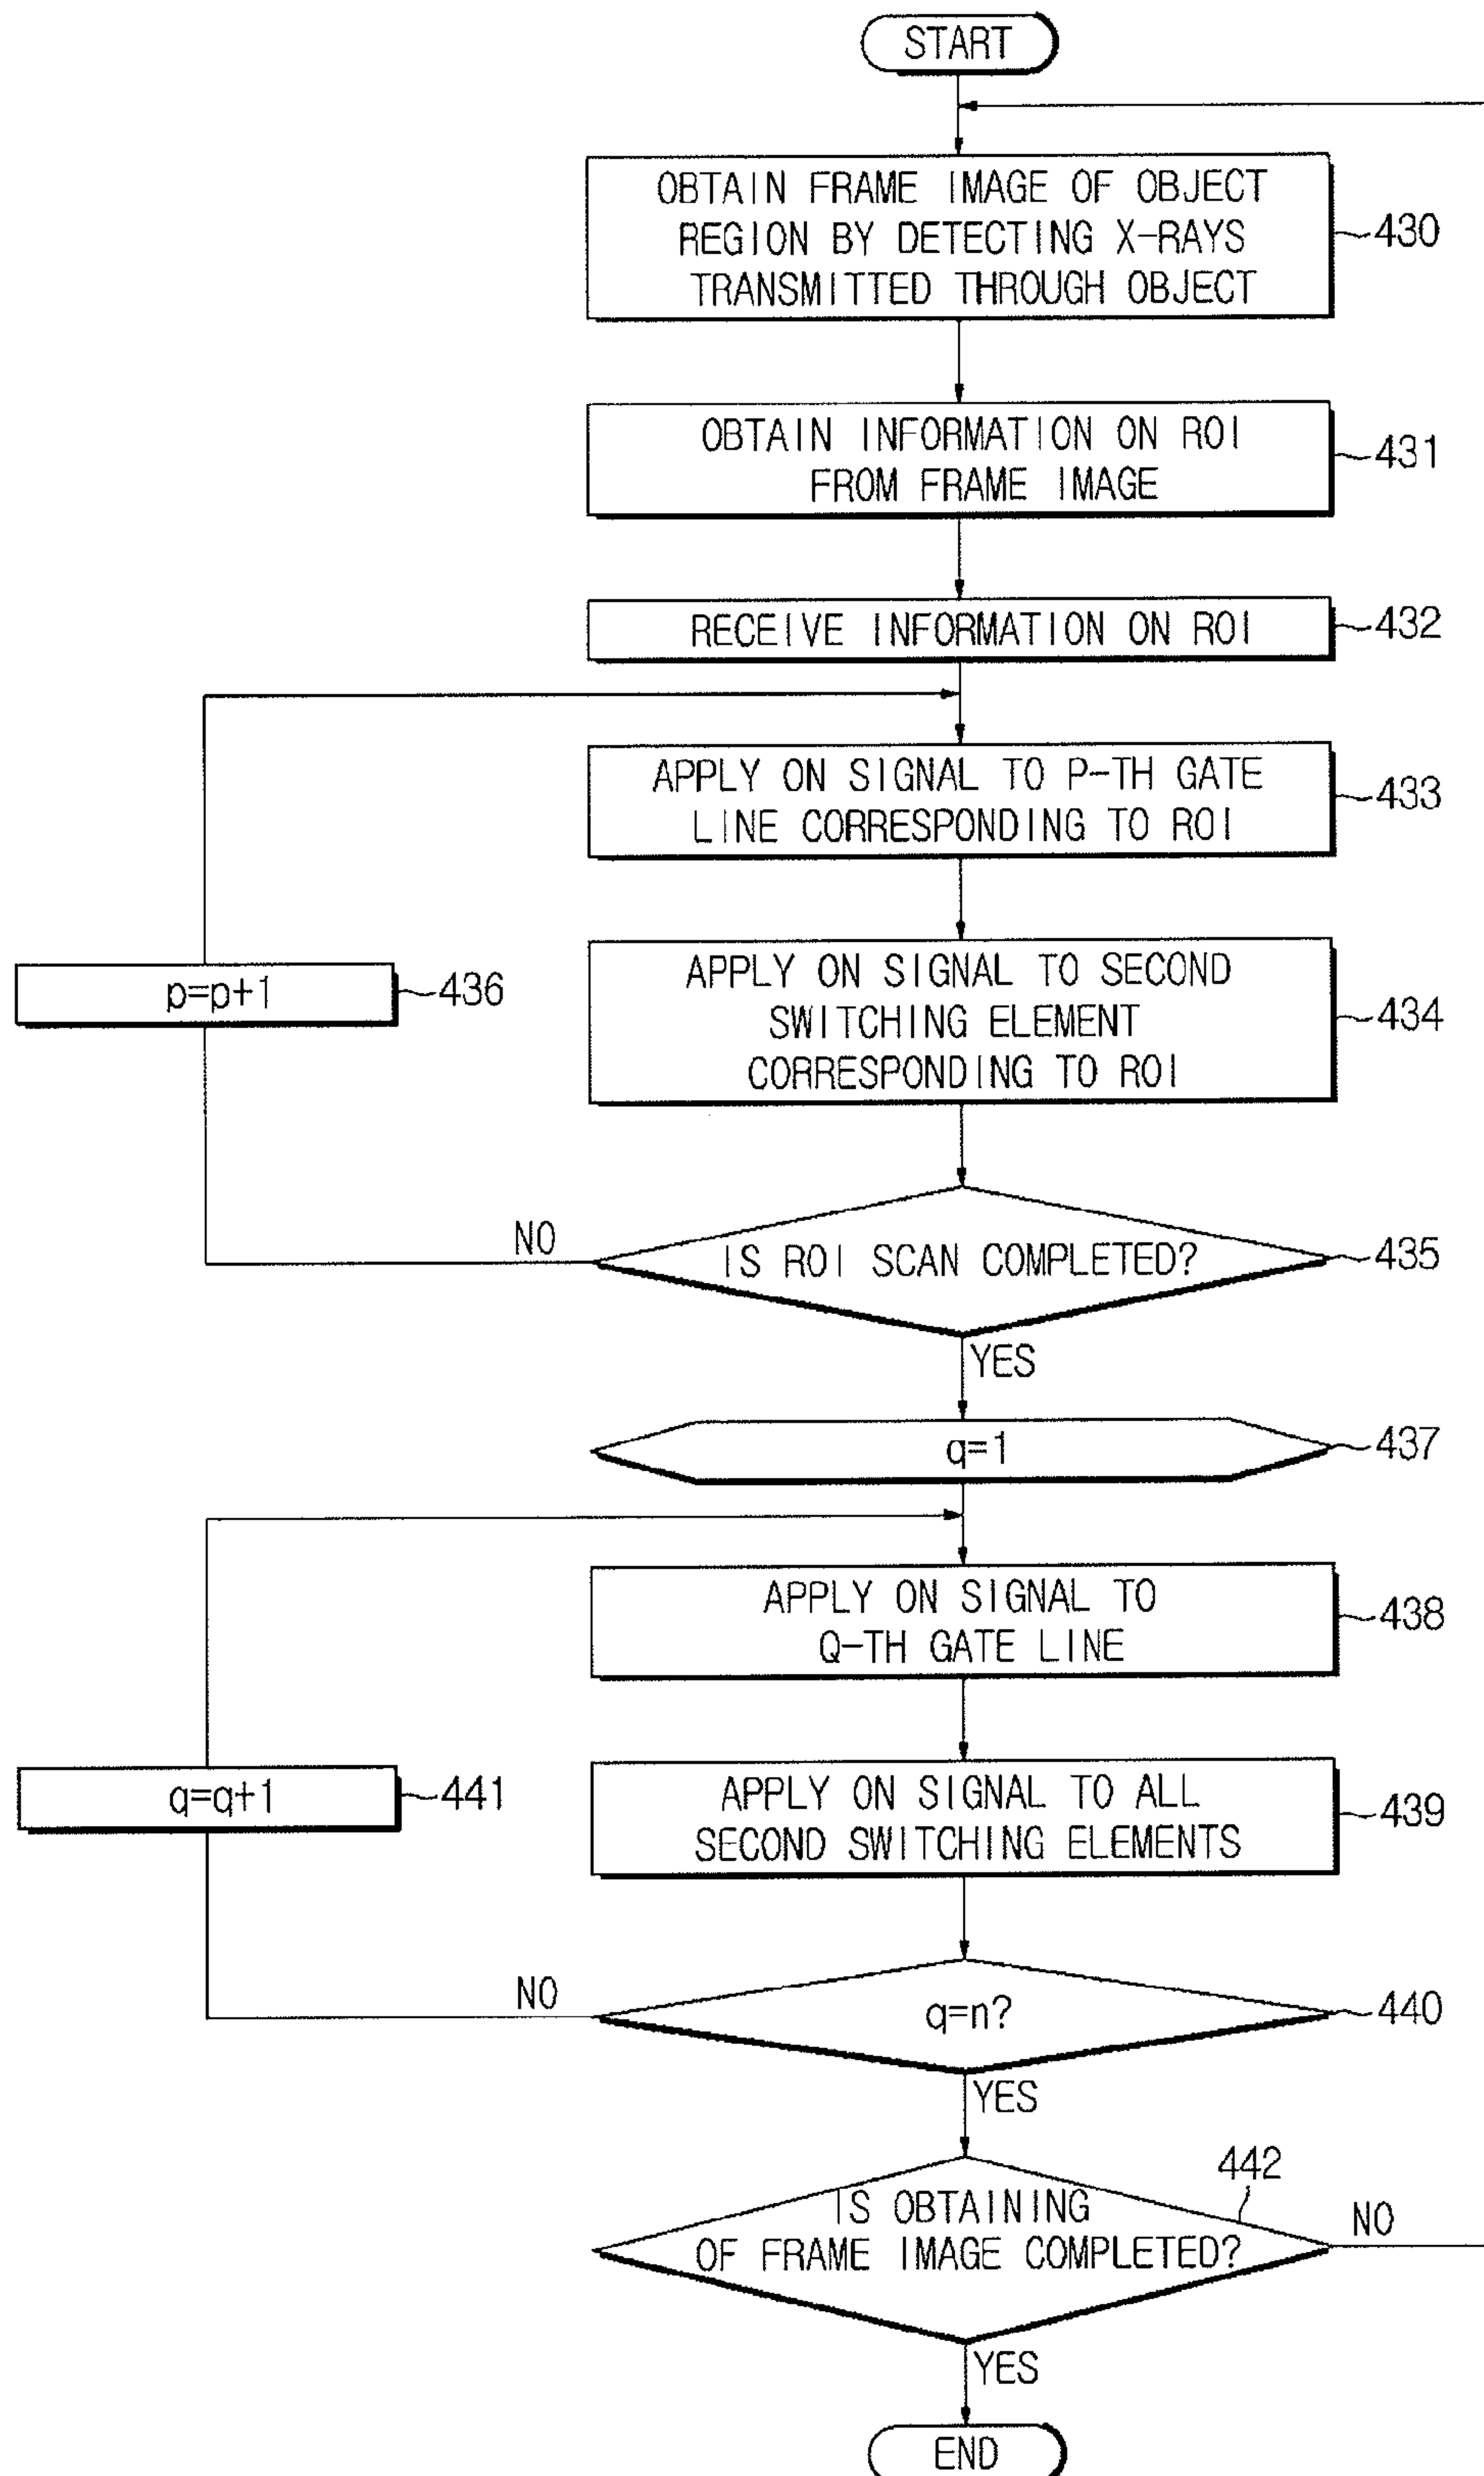 START
OBTAIN FRAME IMAGE OF OBJECT
REGION BY DETECTING X-RAYS
TRANSMITTED THROUGH OBJECT
430
OBTAIN INFORMATION ON ROI
FROM FRAME IMAGE
431
RECEIVE INFORMATION ON ROI
432
APPLY ON SIGNAL TO P-TH GATE
LINE CORRESPONDING TO ROI
433
APPLY ON SIGNAL TO SECOND
SWITCHING ELEMENT
CORRESPONDING TO ROI
434
p=p+1
436
NO
IS ROI SCAN COMPLETED?
435
YES
q=1
437
APPLY ON SIGNAL TO
Q-TH GATE LINE
438
APPLY ON SIGNAL TO ALL
SECOND SWITCHING ELEMENTS
439
q=q+1
441
NO
q=n?
440
YES
442
IS OBTAINING
OF FRAME IMAGE COMPLETED?
NO
YES
END